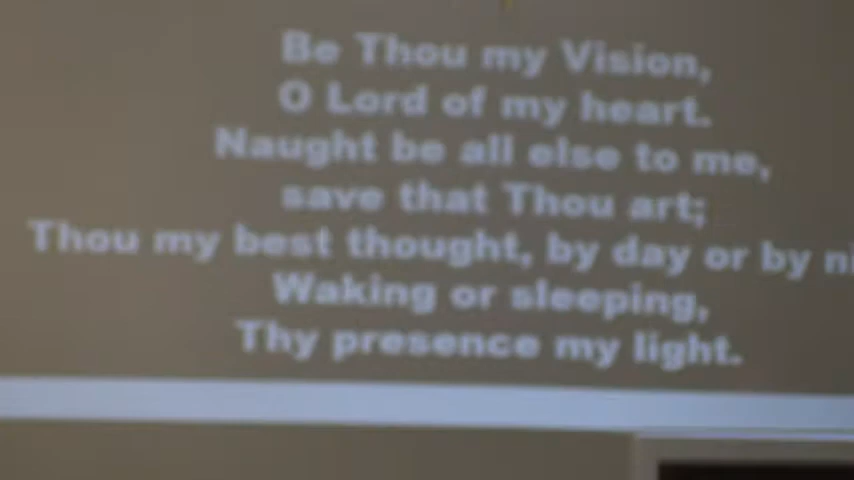 Be Thou my Vision,
O Lord of my heart.
Naught be all else to me,
save that Thou art;
Thou my best thought, by day or by ni
Waking or sleeping,
Thy presence my light.